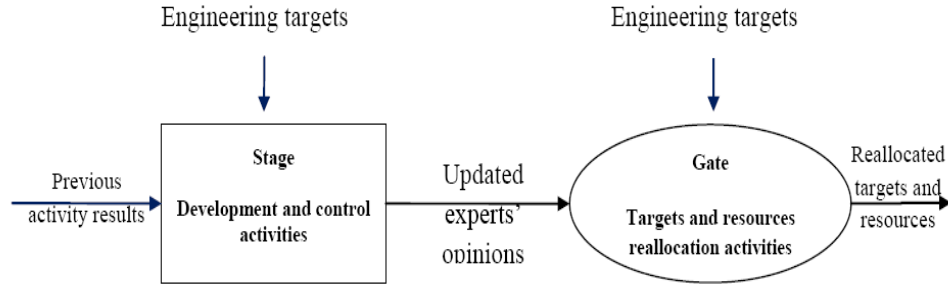 Engineering targets
Engineering targets
Stage
Development and control
activities
Previous
activity results
Updated
experts’
opinions
Gate
Targets and resources
reallocation activities
Reallocated
targets and
resources